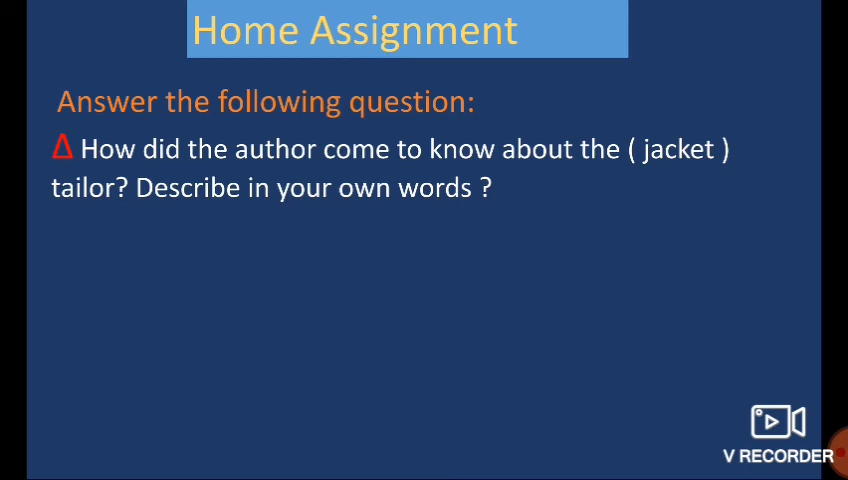 Home Assignment
Answer the following question:
Δ How did the author come to know about the ( jacket )
tailor? Describe in your own words ?
V RECORDER